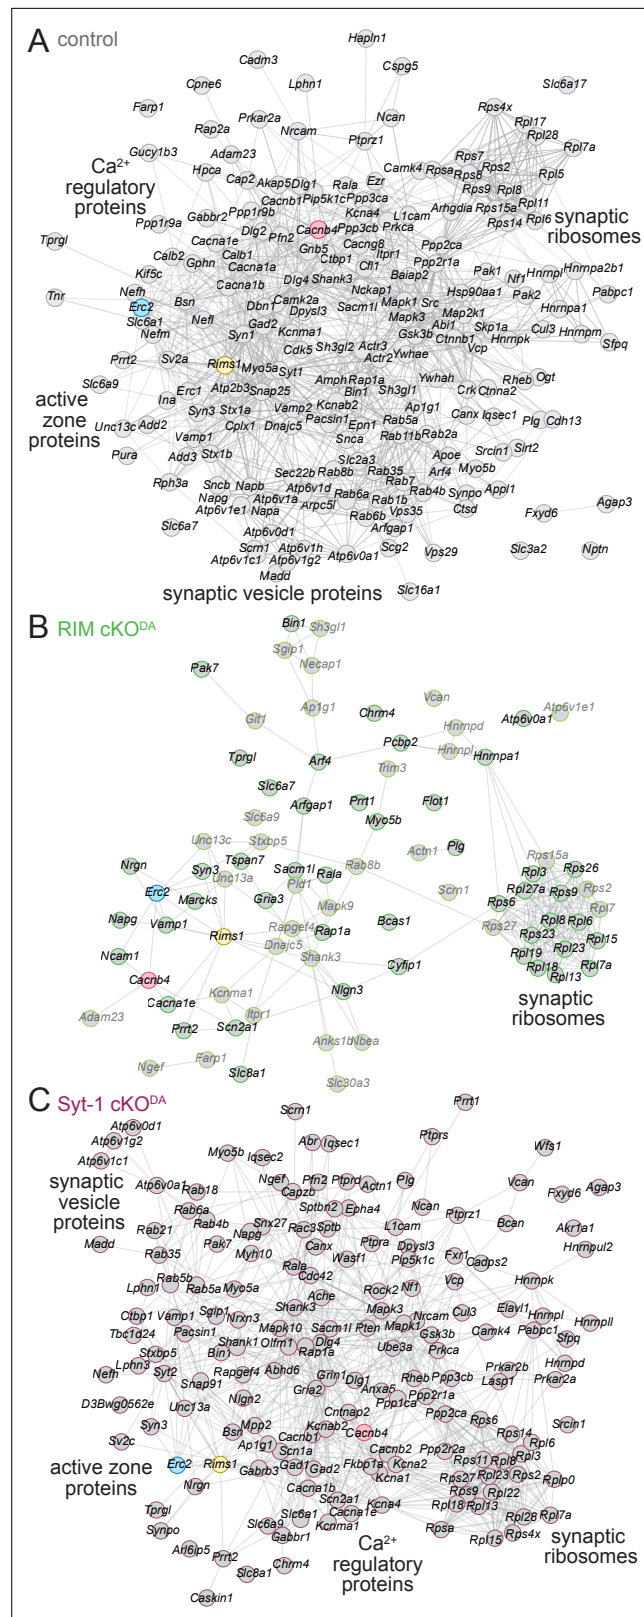 A control
Hapln1
Cadm3
Cspg5
Cpne6
Lphn1
Slc6a17
Farp1
Rap2a
Prkar2a
Nrcam
Ncan
Ptprz1
Rps4x
Rpl17
Rpl28
Rpl7a
Gucy1b3
Adam23
Hpca
Cap2
Akap5
Dlg1
Rala
Ezr
Camk4
Rpsa
Rps7
Rps2
Rps8
Rpl5
Ca2+
regulatory
proteins
Cacnb1
Pip5k1c
Ppp3ca
Rps9
Rpl8
Gabbr2
Ppp1r9b
Kcna4
L1cam
Arhgdia
Rps15a
Rpl11
Ppp1r9a
Cacnb4
Ppp3cb
Prkca
Rps14
Rpl6
synaptic
ribosomes
Tprgl
Cacna1e
Dlg2
Pfn2
Gnb5
Cacng8
Ppp2ca
Calb2
Calb1
Cacna1a
Ctbp1
Itpr1
Ppp2r1a
Kif5c
Gphn
Cfl1
Baiap2
Pak1
Nf1
Hnrnpl
Hnrnpa2b1
Tnr
Nefh
Cacna1b
Dlg4
Shank3
Nckap1
Hsp90aa1
Pak2
Pabpc1
Erc2
Bsn
Dbn1
Camk2a
Mapk1
Src
Hnrnpa1
Slc6a1
Nefl
Dpysl3
Sacm1l
Mapk3
Map2k1
Nefm
Syn1
Gad2
Kcnma1
Abi1
Skp1a
Cul3
Hnrnpm
Gsk3b
Ctnnb1
Hnrnpk
Sfpq
Prrt2
Sv2a
Rims1
Cdk5
Sh3gl2
Actr3
Actr2
Ywhae
Vcp
Myo5a
Syt1
Slc6a9
Erc1
Atp2b3
Amph
Rap1a
Ywhah
Rheb
Ogt
Ina
Snap25
Bin1
Sh3gl1
Crk
Ctnna2
active
zone
proteins
Syn3
Stx1a
Vamp2
Kcnab2
Ap1g1
Canx
Iqsec1
Unc13c
Add2
Cplx1
Pacsin1
Rab5a
Plg
Cdh13
Vamp1
Dnajc5
Epn1
Rab2a
Snca
Rab11b
Srcin1
Sirt2
Pura
Add3
Stx1b
Slc2a3
Apoe
Sec22b
Rab8b
Rab35
Arf4
Myo5b
Rph3a
Sncb
Napb
Atp6v1d
Rab7
Napg
Atp6v1a
Rab6a
Rab1b
Rab4b
Synpo
Appl1
Atp6v1e1
Napa
Arpc5l
Vps35
Ctsd
Agap3
Slc6a7
Atp6v0d1
Rab6b
Arfgap1
Fxyd6
Scrn1
Atp6v1h
Scg2
Atp6v1c1
Atp6v1g2
Atp6v0a1
Vps29
Slc3a2
Nptn
Madd
synaptic vesicle proteins
Slc16a1
B RIM cKODA
Bin1
Sh3gl1
Sgip1
Pak7
Necap1
Vcan
Atp6v1e1
Git1
Ap1g1
Chrm4
Hnrnpd
Atp6v0a1
Pcbp2
Tprgl
Arf4
Hnrnpl
Hnrnpa1
Trim3
Slc6a7
Arfgap1
Prrt1
Flot1
Slc6a9
Myo5b
Unc13c
Stxbp5
Actn1
Plg
Rps15a
Nrgn
Tspan7
Rab8b
Rpl3
Rps26
Syn3
Sacm1l
Rala
Erc2
Unc13a
Pld1
Scrn1
Rpl27a
Rps9
Rps2
Marcks
Gria3
Mapk9
Rps6
Rpl7
Napg
Vamp1
Rims1
Rapgef4
Rap1a
Bcas1
Rps27
Rpl8
Rpl6
Dnajc5
Rps23
Rpl15
Ncam1
Shank3
Cyfip1
Rpl19
Rpl23
Cacnb4
Nlgn3
Rpl18
Rpl7a
Kcnma1
Rpl13
Cacna1e
Itpr1
synaptic
ribosomes
Adam23
Prrt2
Scn2a1
Anks1b
Nbea
Ngef
Farp1
Slc8a1
Slc30a3
C Syt-1 cKODA
Prrt1
Atp6v0d1
Scrn1
Atp6v1g2
Abr
Iqsec1
Ptprs
Atp6v1c1
Myo5b
Iqsec2
Wfs1
synaptic
vesicle
proteins
Atp6v0a1
Rab18
Ngef
Pfn2
Ptprd
Actn1
Plg
Capzb
Vcan
Fxyd6
Agap3
Rab6a
Sptbn2
Epha4
Ncan
Rab21
Rab4b
Napg
Snx27
Rac3
Sptb
L1cam
Ptprz1
Bcan
Akr1a1
Madd
Pak7
Myh10
Canx
Ptpra
Dpysl3
Hnrnpul2
Rab35
Wasf1
Pip5k1c
Fxr1
Cadps2
Rab5b
Rala
Cdc42
Lphn1
Rab5a
Myo5a
Ache
Rock2
Nf1
Vcp
Hnrnpk
Shank3
Mapk3
Nrcam
Cul3
Elavl1
Hnrnpl
Ctbp1
Vamp1
Sgip1
Nrxn3
Mapk10
Sacm1l
Pten
Mapk1
Camk4
Pabpc1
Hnrnpll
Tbc1d24
Pacsin1
Shank1
Olfm1
Dlg4
Gsk3b
Sfpq
Stxbp5
Bin1
Rap1a
Ube3a
Prkca
Hnrnpd
Lphn3
Syt2
Rapgef4
Abhd6
Grin1
Dlg1
Rheb
Ppp3cb
Prkar2b
Nefh
Snap91
Gria2
Anxa5
Ppp2r1a
Lasp1
Prkar2a
D3Bwg0562e
Nlgn2
Ppp1ca
Unc13a
Cntnap2
Ppp2ca
Rps6
Srcin1
Syn3
Mpp2
Kcnab2
Cacnb4
Rps14
Bsn
Cacnb1
Rpl6
Sv2c
Ap1g1
Scn1a
Cacnb2
Ppp2r2a
Rps11
Rpl8
Rpl3
active zone
proteins
Erc2
Rims1
Gabrb3
Gad1
Gad2
Fkbp1a
Kcna2
Kcna1
Rps27
Rpl23
Rps2
Rplp0
Nrgn
Cacna1b
Rps9
Rpl22
Scn2a1
Rpl18
Rpl13
Tprgl
Slc6a1
Cacna1e
Kcna4
Rpl28
Rpl7a
Synpo
Slc6a9
Kcnma1
Rpsa
Rps4x
Gabbr1
Rpl15
Arl6ip5
Prrt2
Ca2+
regulatory
proteins
synaptic
ribosomes
Slc8a1
Chrm4
Caskin1